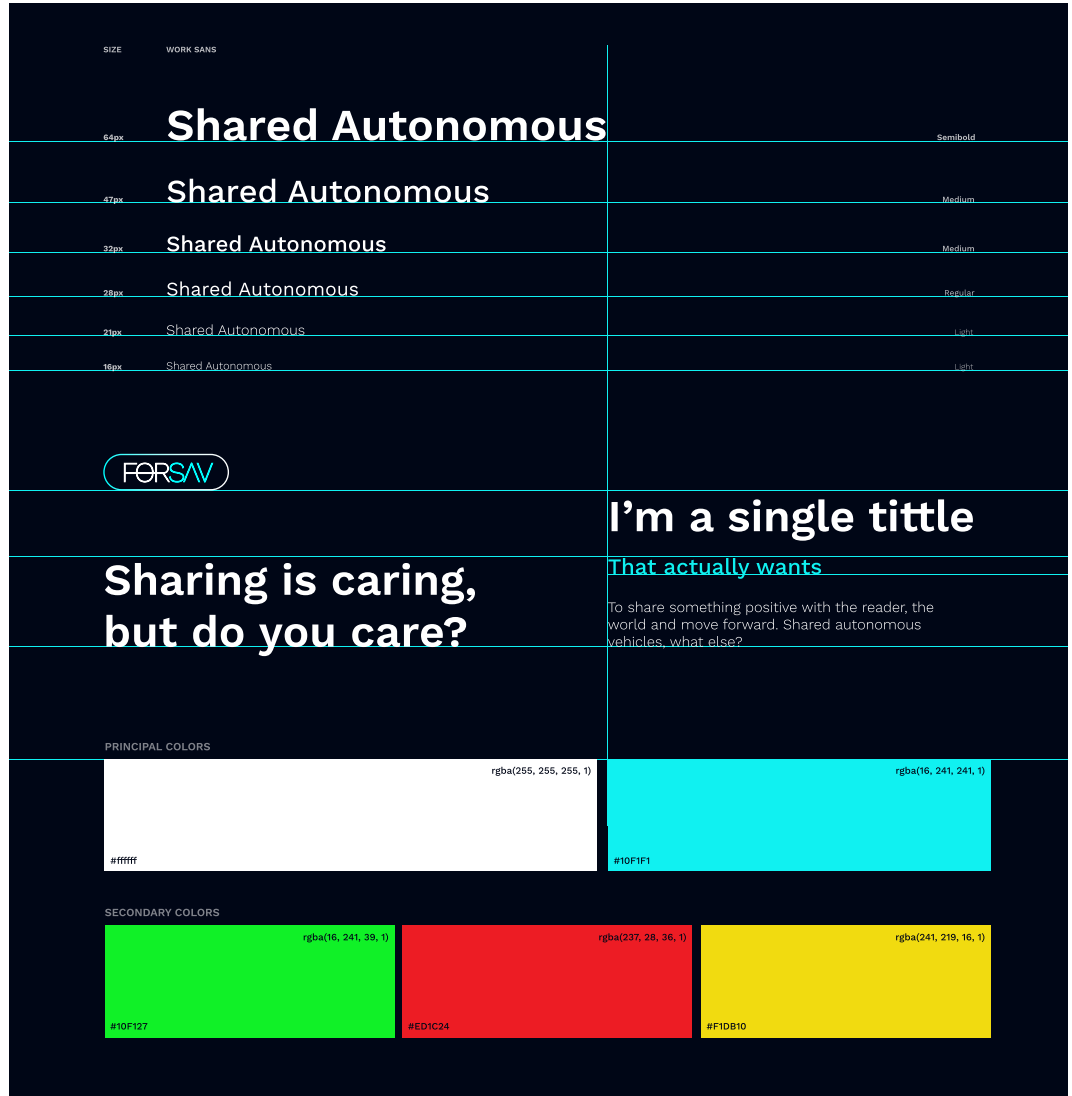 SIZE WORK SANS
64px Shared Autonomous Semibold
47px Shared Autonomous Medium
32px Shared Autonomous Medium
28px Shared Autonomous Regular
21px Shared Autonomous Light
16px Shared Autonomous Light
FORSAV
I’m a single tittle
That actually wants
To share something positive with the reader, the
world and move forward. Shared autonomous
vehicles, what else?
Sharing is caring,
but do you care?
PRINCIPAL COLORS
rgba(255, 255, 255, 1)
#ffffff
rgba(16, 241, 241, 1)
#10F1F1
SECONDARY COLORS
rgba(16, 241, 39, 1)
#10F127
rgba(237, 28, 36, 1)
#ED1C24
rgba(241, 219, 16, 1)
#F1DB10